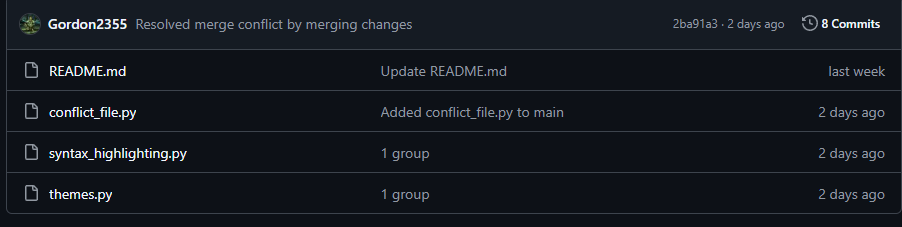 Gordon2355 Resolved merge conflict by merging changes 2ba91a3 · 2 days ago 8 Commits
README.md Update README.md last week
conflict_file.py Added conflict_file.py to main 2 days ago
syntax_highlighting.py 1 group 2 days ago
themes.py 1 group 2 days ago